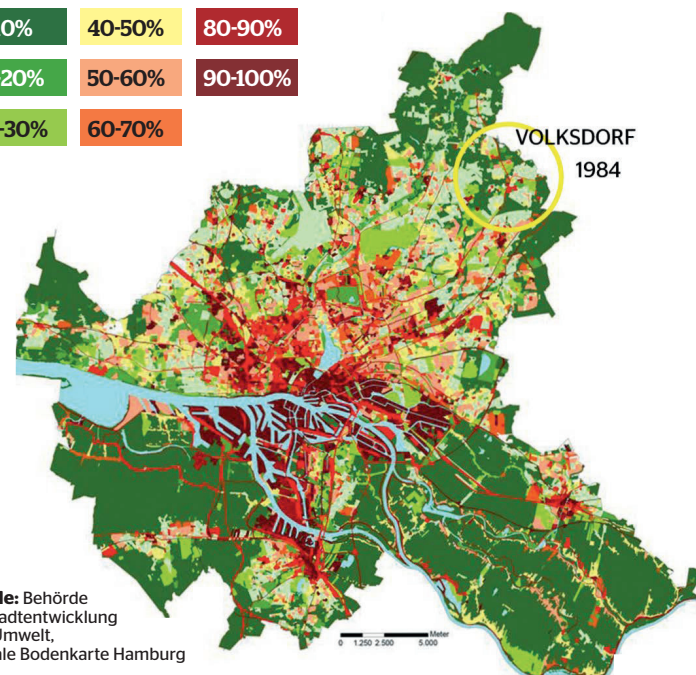 0% 40-50% 80-90%
20% 50-60% 90-100%
-30% 60-70%
VOLKSDORF
1984
le: Behörde
adtentwicklung
Umwelt,
ale Bodenkarte Hamburg
0 1.250 2.500 5.000 Meter